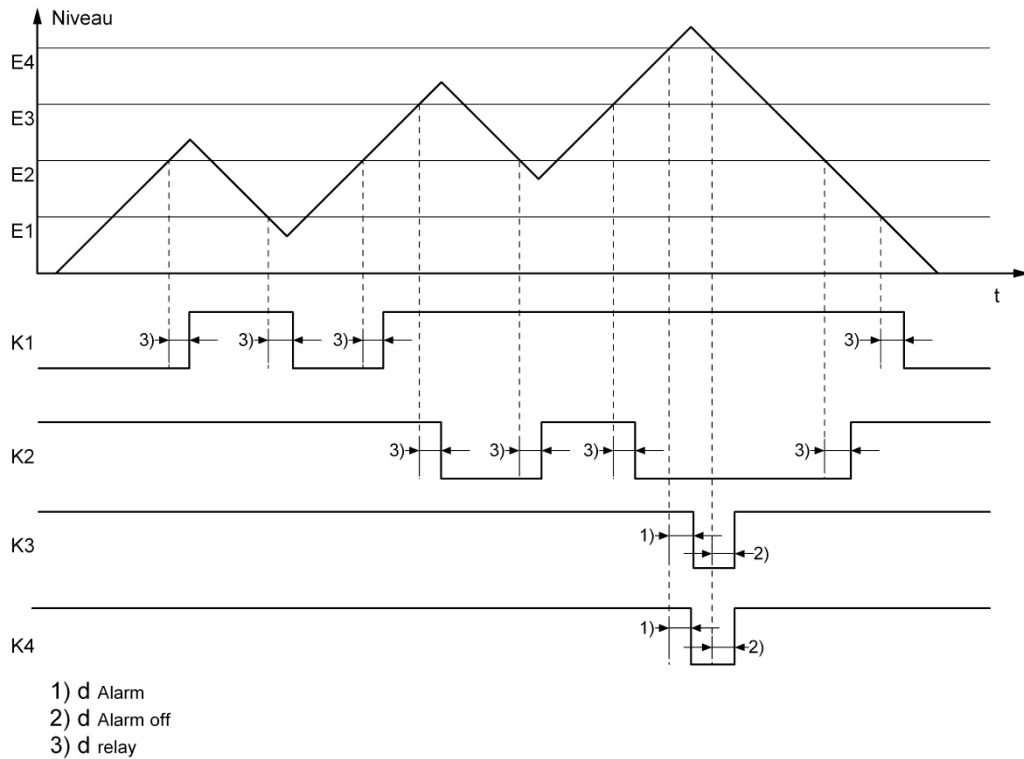 Niveau
E4
E3
E2
E1
t
K1
3)
3)
3)
3)
K2
3)
3)
3)
3)
K3
1)
2)
K4
1)
2)
1) d Alarm
2) d Alarm off
3) d relay